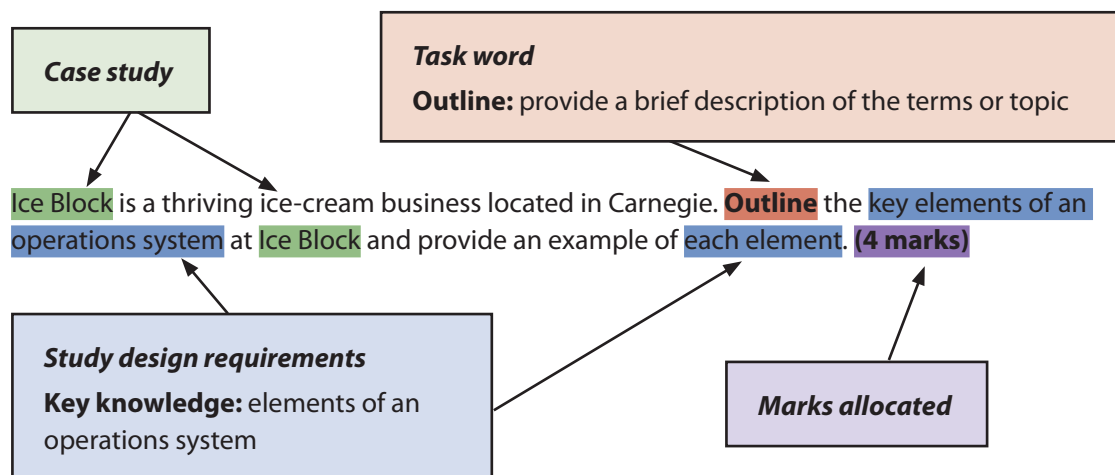 Case study
Task word
Outline: provide a brief description of the terms or topic
Ice Block is a thriving ice-cream business located in Carnegie. Outline the key elements of an
operations system at Ice Block and provide an example of each element. (4 marks)
Study design requirements
Key knowledge: elements of an
operations system
Marks allocated